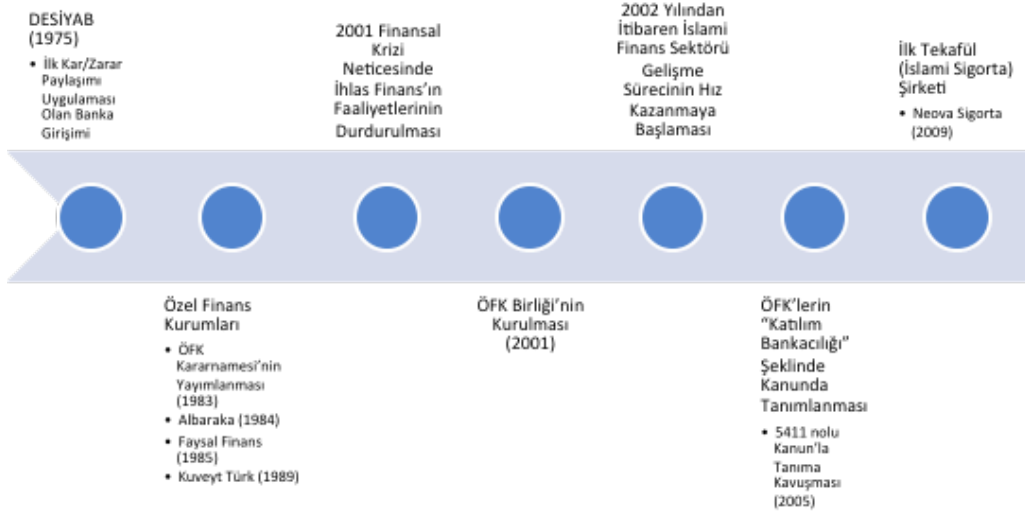 DESİYAB
(1975)
• İlk Kar/Zarar
Paylaşımı
Uygulaması
Olan Banka
Girişimi
Özel Finans
Kurumları
• ÖFK
Kararnamesi'nin
Yayımlanması
(1983)
• Albaraka (1984)
• Faysal Finans
(1985)
• Kuveyt Türk (1989)
2001 Finansal
Krizi
Neticesinde
İhlas Finans'ın
Faaliyetlerinin
Durdurulması
ÖFK Birliği'nin
Kurulması
(2001)
2002 Yılından
İtibaren İslami
Finans Sektörü
Gelişme
Sürecinin Hız
Kazanmaya
Başlaması
ÖFK'lerin
“Katılım
Bankacılığı”
Şeklinde
Kanunda
Tanımlanması
• 5411 nolu
Kanun'la
Tanıma
Kavuşması
(2005)
İlk Tekafül
(İslami Sigorta)
Şirketi
• Neova Sigorta
(2009)